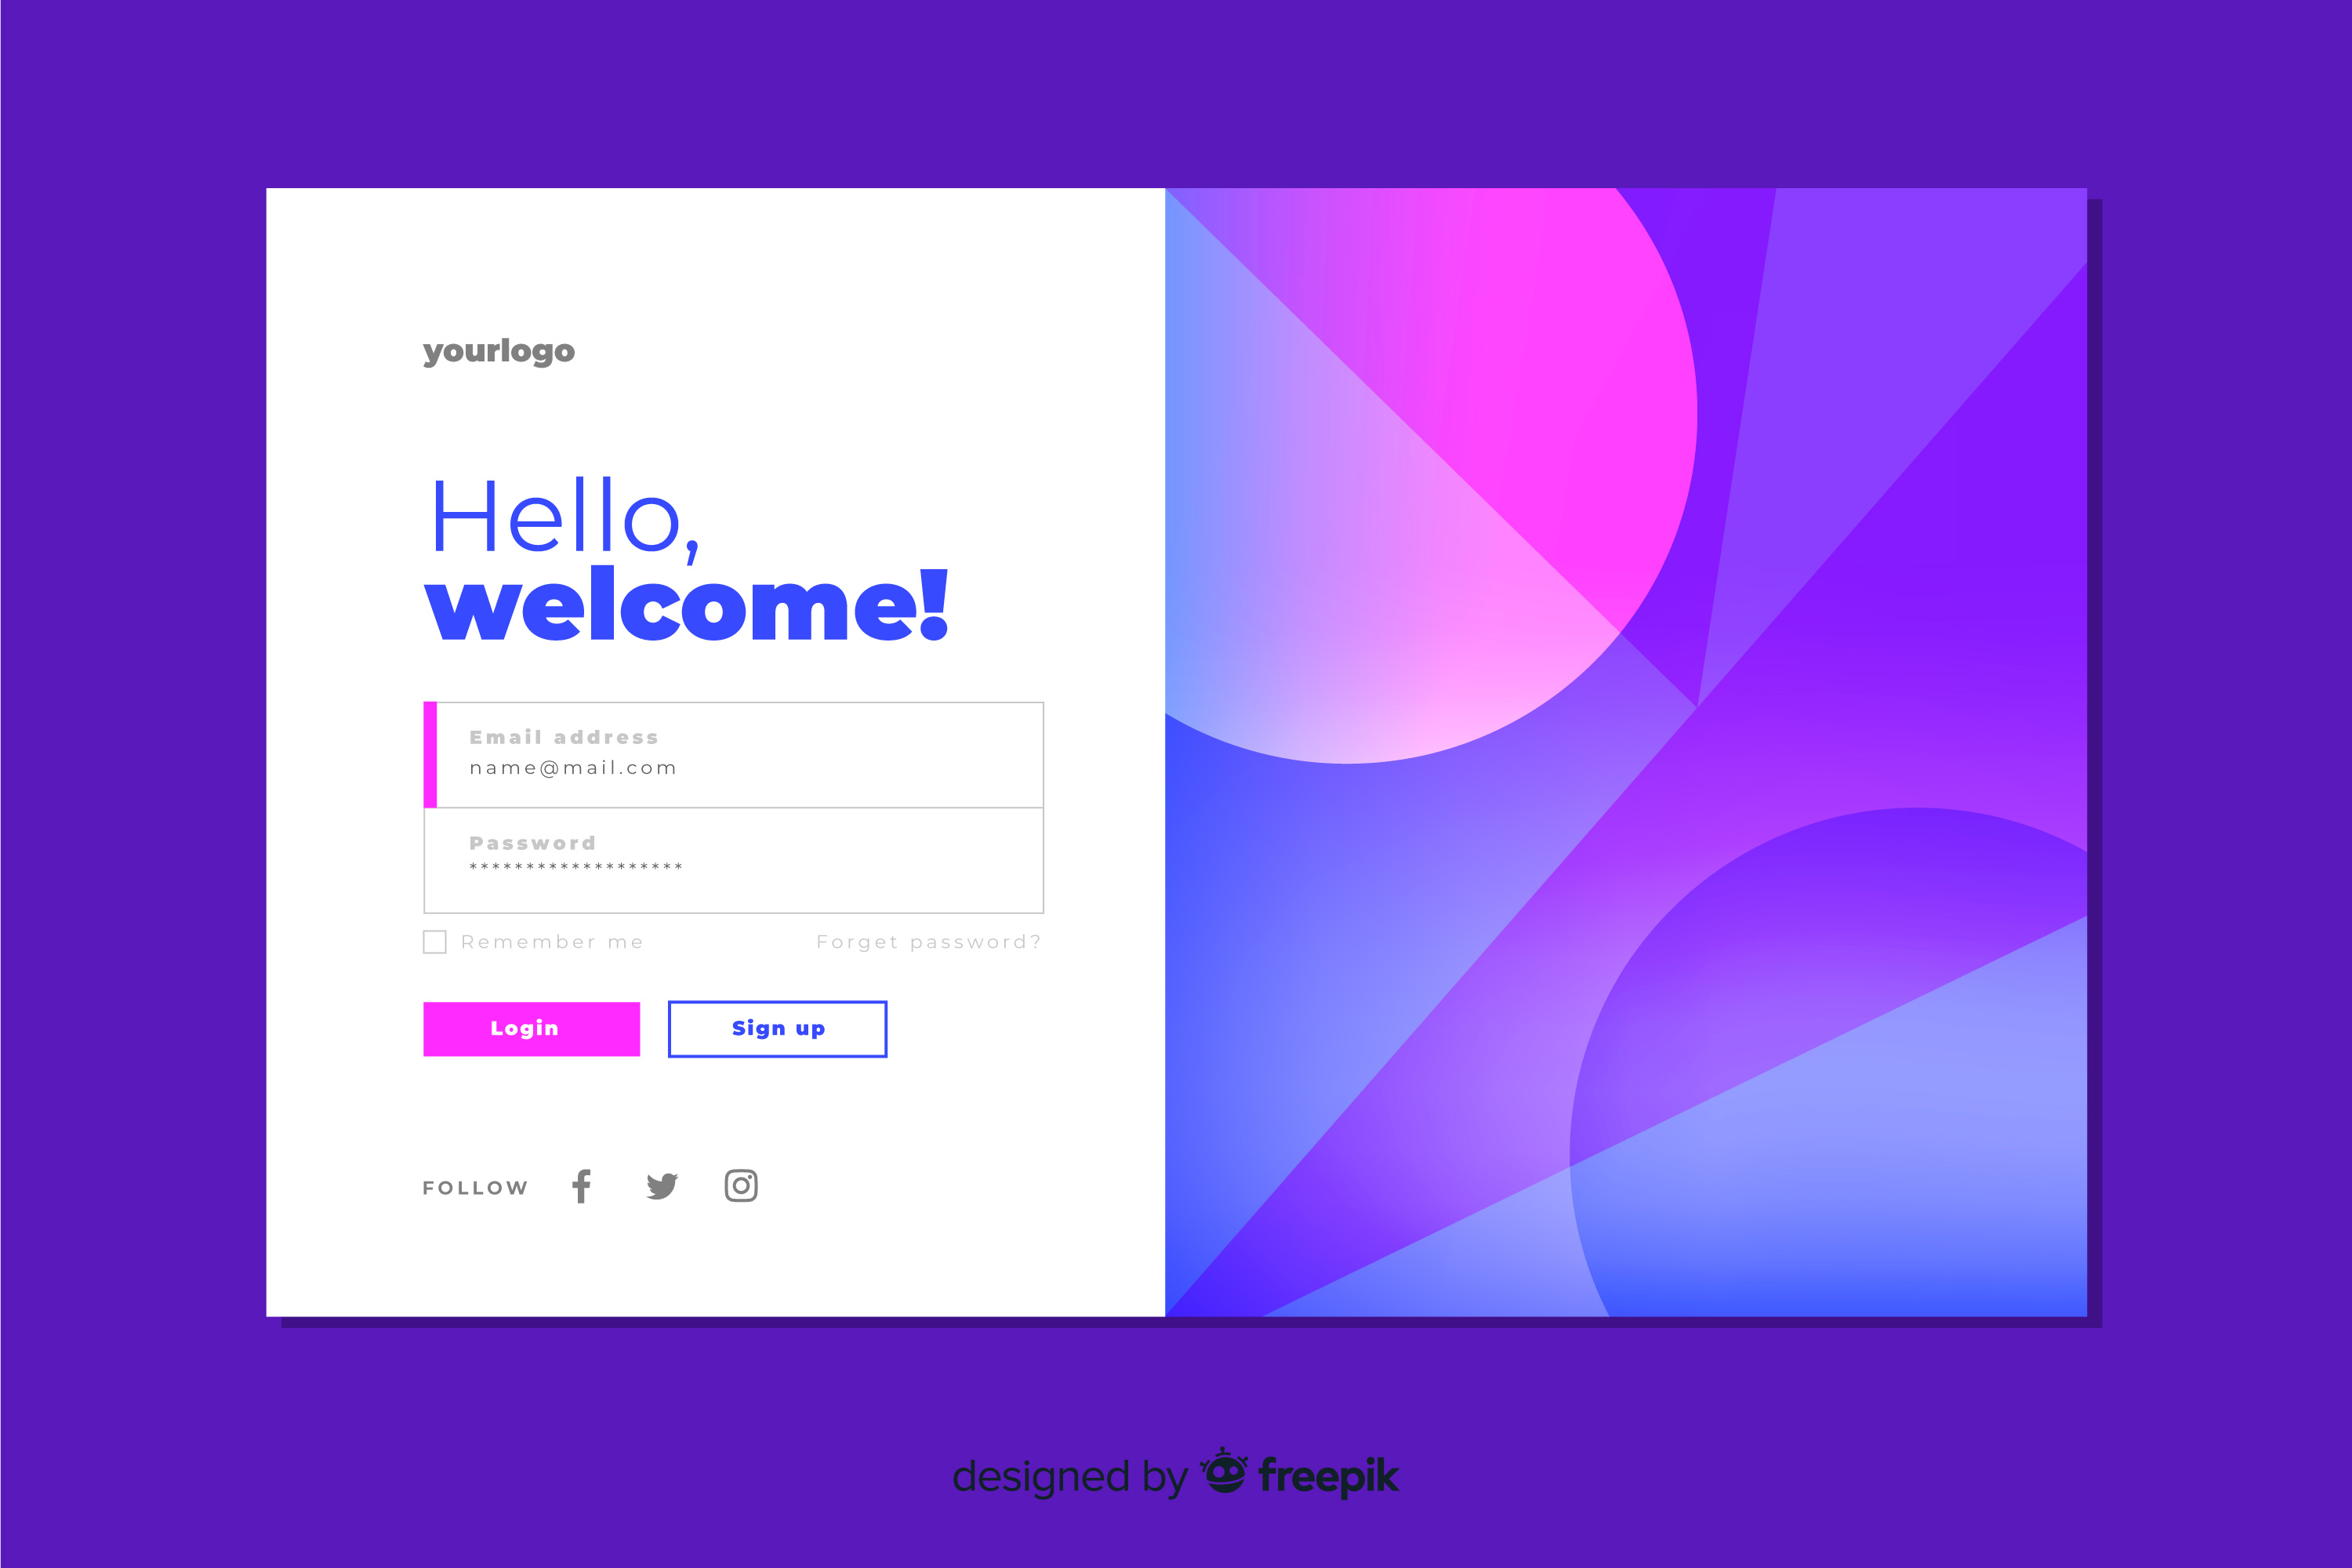 yourlogo
Hello,
welcome!
Email address
name@mail.com
Password
*******************
Remember me Forget password?
Login Sign up
FOLLOW
designed by freepik